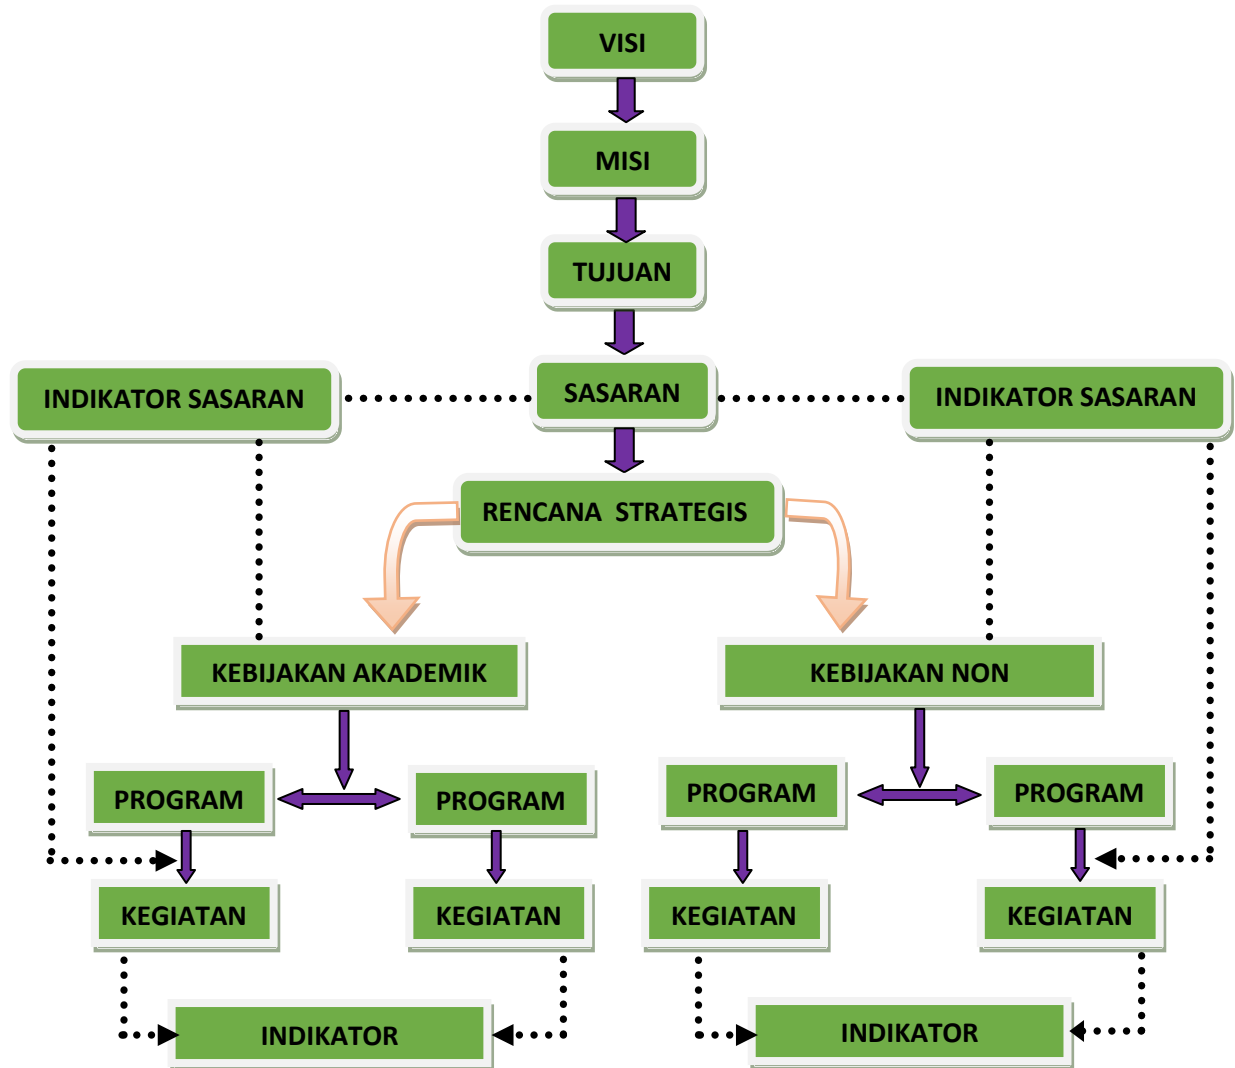 VISI
MISI
TUJUAN
INDIKATOR SASARAN
SASARAN
INDIKATOR SASARAN
RENCANA STRATEGIS
KEBIJAKAN AKADEMIK
KEBIJAKAN NON
PROGRAM
PROGRAM
PROGRAM
PROGRAM
KEGIATAN
KEGIATAN
KEGIATAN
KEGIATAN
INDIKATOR
INDIKATOR